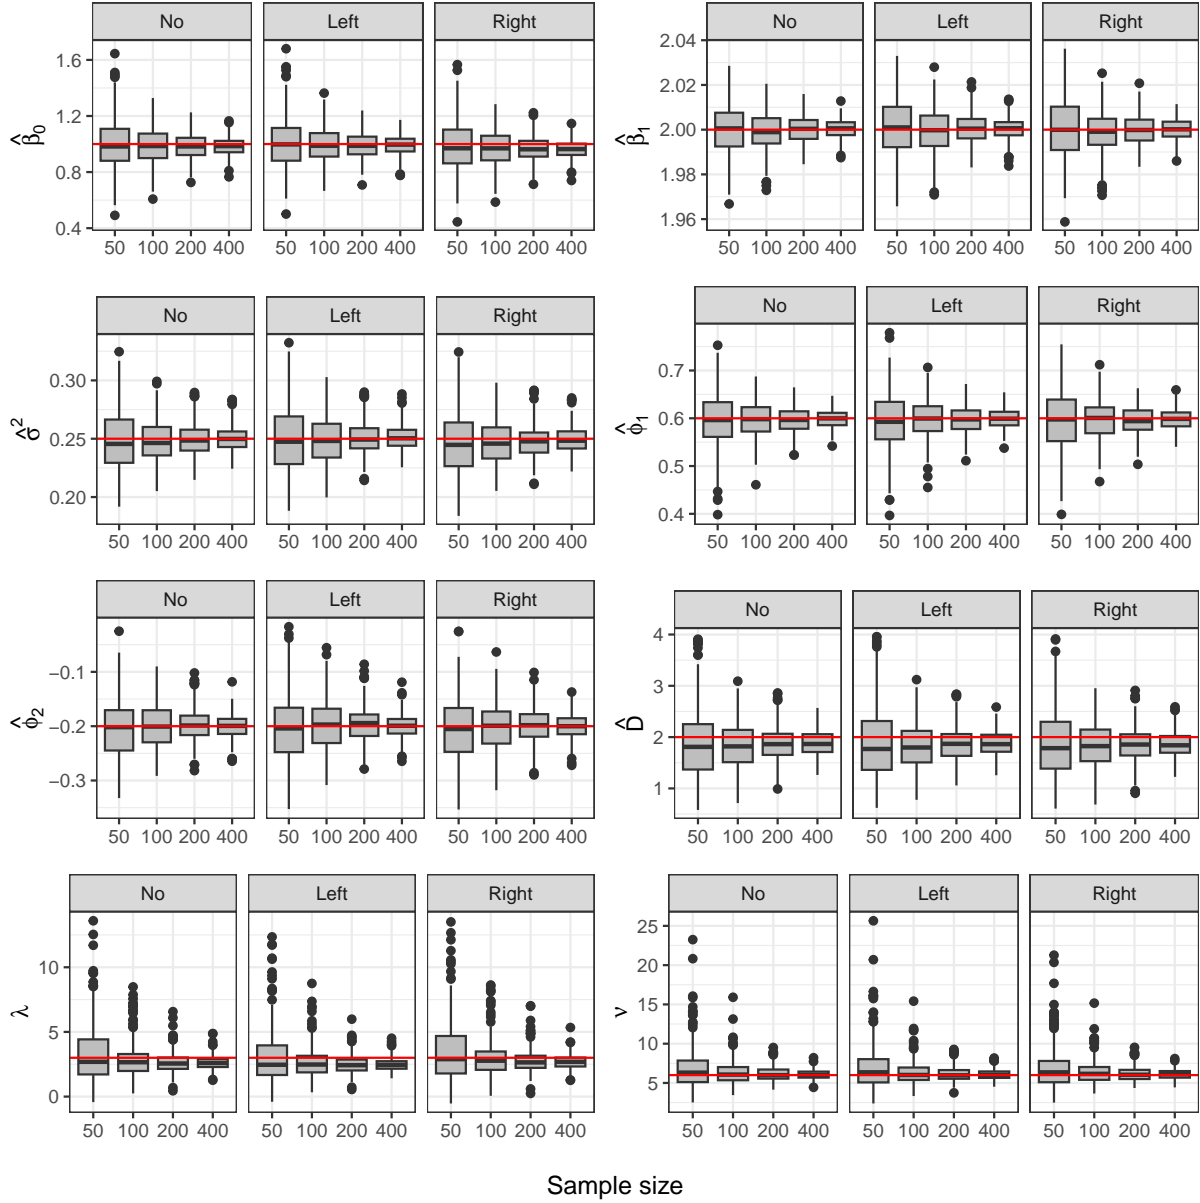 No Left Right
β̂0
1.6
1.2
0.8
0.4
50 100 200 400 50 100 200 400 50 100 200 400
No Left Right
β̂1
2.04
2.02
2.00
1.98
1.96
50 100 200 400 50 100 200 400 50 100 200 400
No Left Right
σ̂²
0.30
0.25
0.20
50 100 200 400 50 100 200 400 50 100 200 400
No Left Right
ϕ̂1
0.7
0.6
0.5
0.4
50 100 200 400 50 100 200 400 50 100 200 400
No Left Right
ϕ̂2
−0.1
−0.2
−0.3
50 100 200 400 50 100 200 400 50 100 200 400
No Left Right
D̂
4
3
2
1
50 100 200 400 50 100 200 400 50 100 200 400
No Left Right
λ
10
5
0
50 100 200 400 50 100 200 400 50 100 200 400
No Left Right
ν
25
20
15
10
5
50 100 200 400 50 100 200 400 50 100 200 400
Sample size